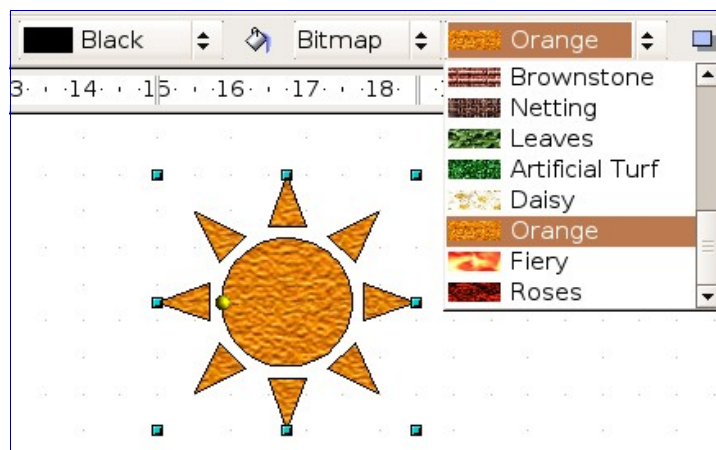 Black Bitmap Orange
3 14 15 16 17 18
Brownstone
Netting
Leaves
Artificial Turf
Daisy
Orange
Fiery
Roses